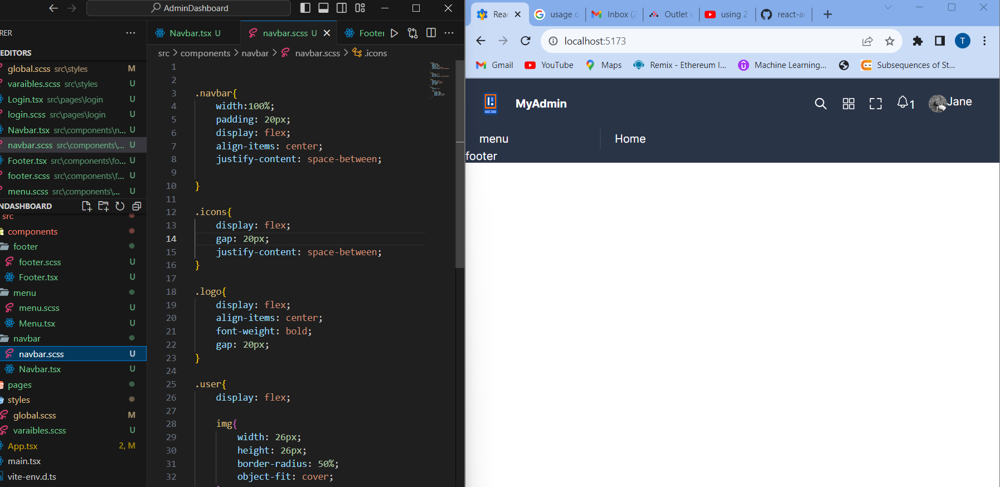 AdminDashboard
RER
EDITORS
global.scss src\styles M
varaibles.scss src\styles U
Login.tsx src\pages\login U
login.scss src\pages\login U
Navbar.tsx src\components\n... U
navbar.scss src\components\... U
Footer.tsx src\components\fo... U
footer.scss src\components\f... U
menu.scss src\components\... U
NDASHBOARD
src
components
footer
footer.scss U
Footer.tsx U
menu
menu.scss U
Menu.tsx U
navbar
navbar.scss U
Navbar.tsx U
pages
styles
global.scss M
varaibles.scss U
App.tsx 2, M
main.tsx
vite-env.d.ts
Navbar.tsx U navbar.scss U Footer
src > components > navbar > navbar.scss > .icons
1
2
3 .navbar{
4 width:100%;
5 padding: 20px;
6 display: flex;
7 align-items: center;
8 justify-content: space-between;
9
10 }
11
12 .icons{
13 display: flex;
14 gap: 20px;
15 justify-content: space-between;
16 }
17
18 .logo{
19 display: flex;
20 align-items: center;
21 font-weight: bold;
22 gap: 20px;
23 }
24
25 .user{
26 display: flex;
27
28 img{
29 width: 26px;
30 height: 26px;
31 border-radius: 50%;
32 object-fit: cover;
Reac usage o Inbox (2 Outlet v using 2 react-ac
localhost:5173
T
Gmail YouTube Maps Remix - Ethereum I... Machine Learning... Subsequences of St...
MyAdmin 1 Jane
menu Home
footer